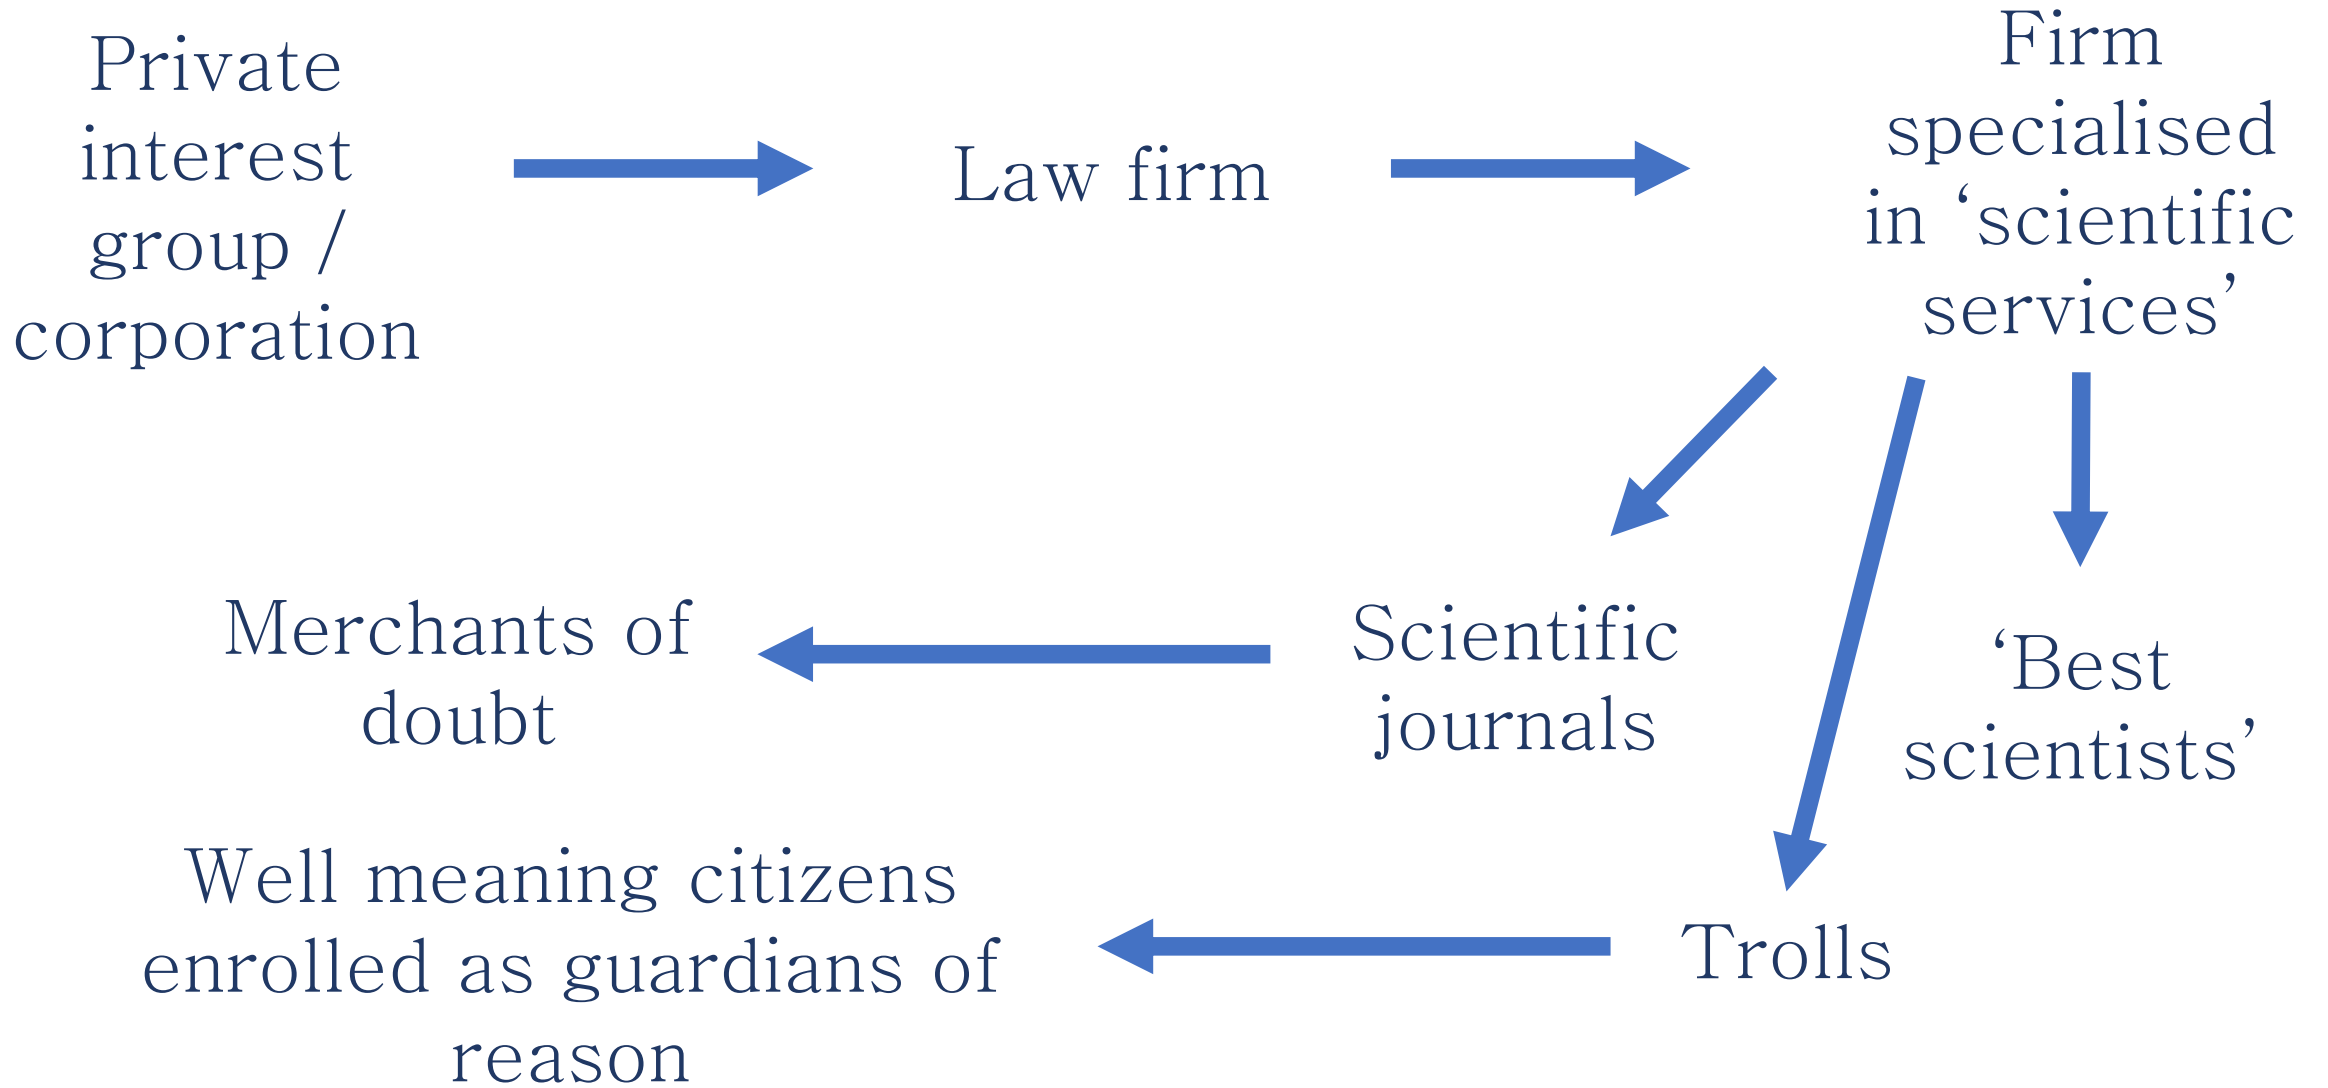 Private
interest
group /
corporation
Law firm
Firm
specialised
in ‘scientific
services’
Merchants of
doubt
Scientific
journals
‘Best
scientists’
Well meaning citizens
enrolled as guardians of
reason
Trolls